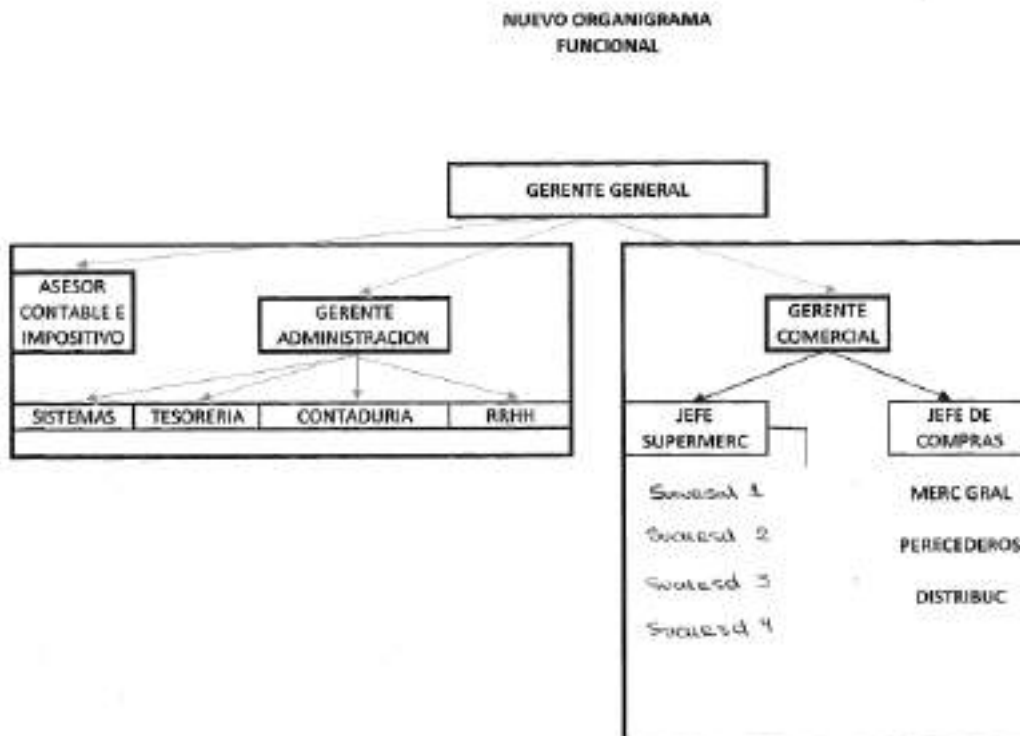 NUEVO ORGANIGRAMA
FUNCIONAL
GERENTE GENERAL
ASESOR
CONTABLE E
IMPOSITIVO
GERENTE
ADMINISTRACION
SISTEMAS TESORERIA CONTADURIA RRHH
GERENTE
COMERCIAL
JEFE
SUPERMERC
Sucursal 1
Sucursal 2
Sucursal 3
Sucursal 4
JEFE DE
COMPRAS
MERC GRAL
PERECEDEROS
DISTRIBUC